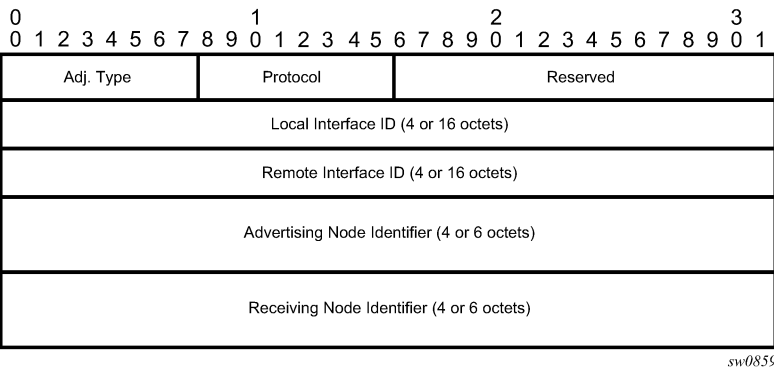 0 1 2 3
0 1 2 3 4 5 6 7 8 9 0 1 2 3 4 5 6 7 8 9 0 1 2 3 4 5 6 7 8 9 0 1
Adj. Type Protocol Reserved
Local Interface ID (4 or 16 octets)
Remote Interface ID (4 or 16 octets)
Advertising Node Identifier (4 or 6 octets)
Receiving Node Identifier (4 or 6 octets)
sw0859